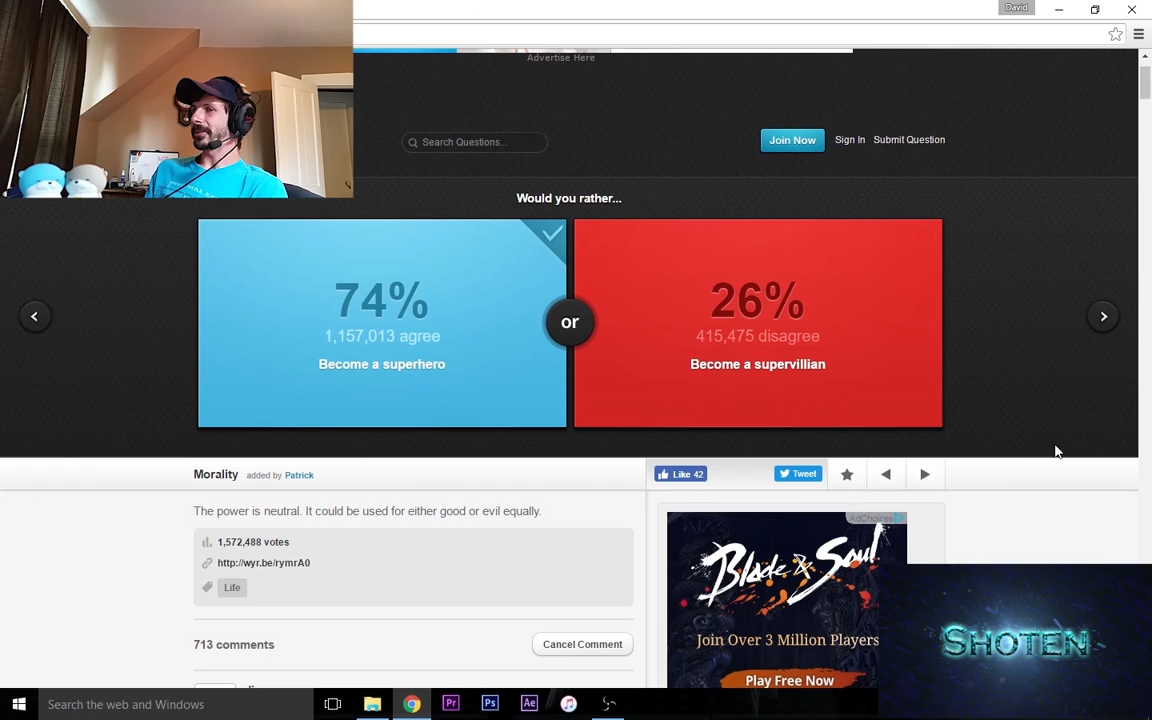 David
Advertise Here
Search Questions...
Join Now
Sign In
Submit Question
Would you rather...
74%
1,157,013 agree
Become a superhero
or
26%
415,475 disagree
Become a supervillian
Morality
added by Patrick
Like 42
Tweet
The power is neutral. It could be used for either good or evil equally.
1,572,488 votes
http://wyr.be/rymrA0
Life
713 comments
Cancel Comment
AdChoices
Blade & Soul
Join Over 3 Million Players
Play Free Now
SHOTEN
Search the web and Windows
Pr
Ps
Ae